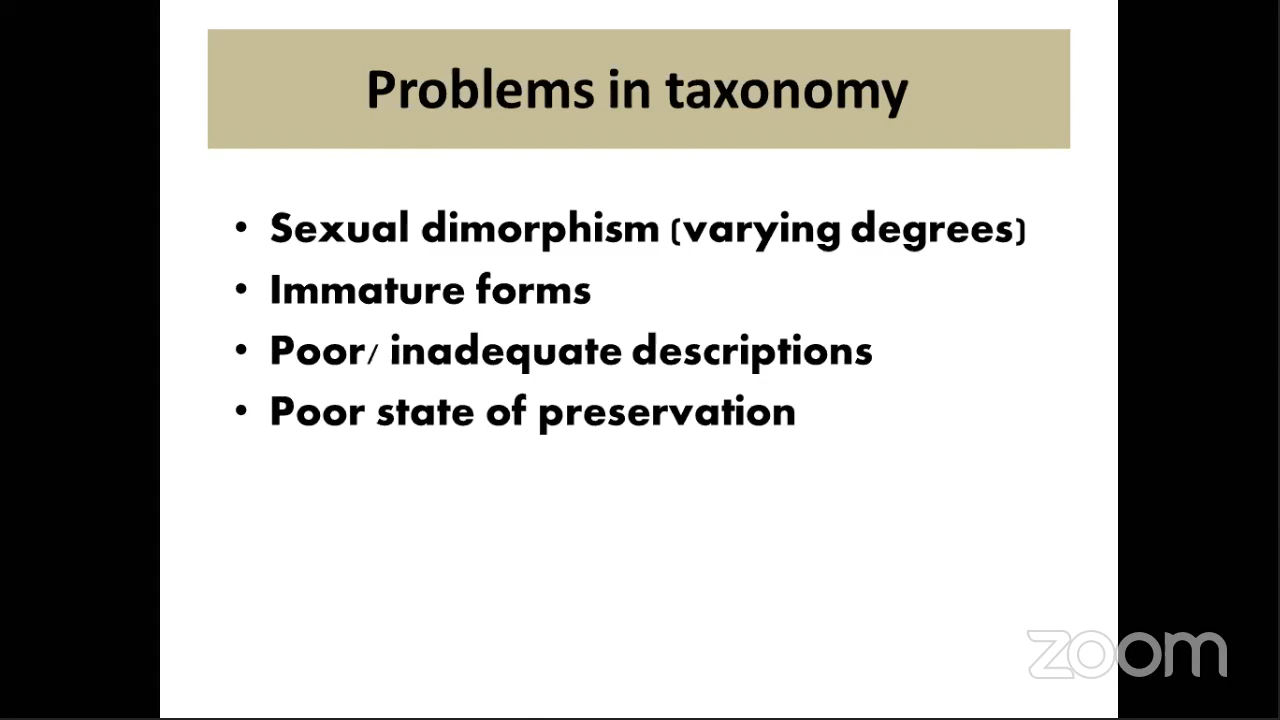 Problems in taxonomy
• Sexual dimorphism (varying degrees)
• Immature forms
• Poor/ inadequate descriptions
• Poor state of preservation
zoom